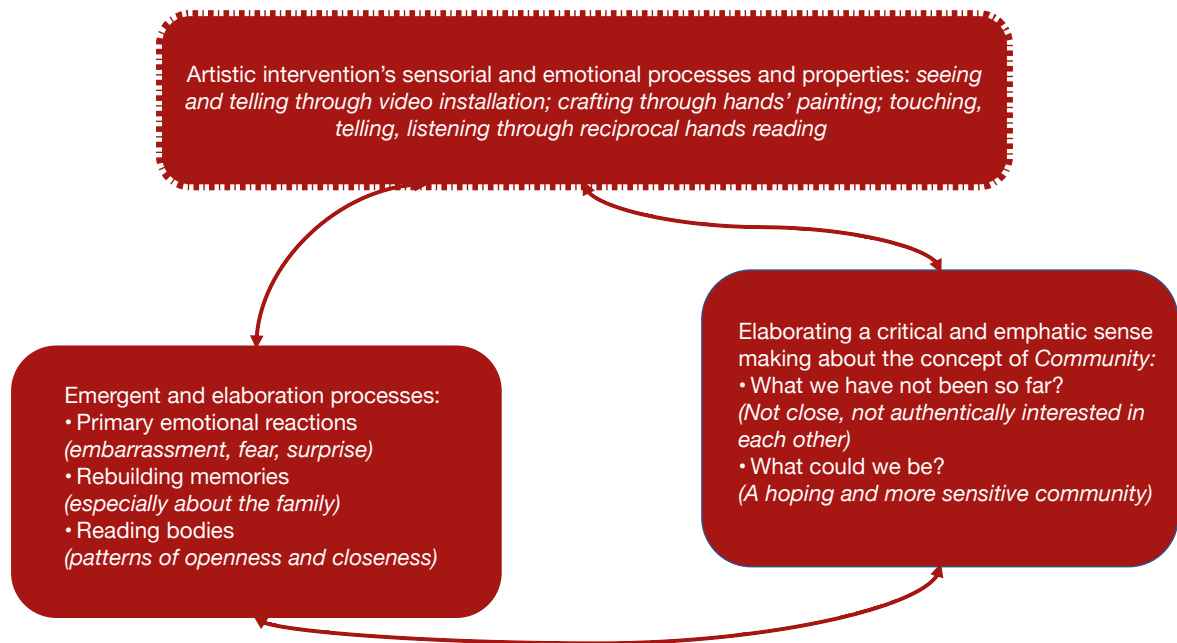 Artistic intervention’s sensorial and emotional processes and properties: seeing
and telling through video installation; crafting through hands’ painting; touching,
telling, listening through reciprocal hands reading
Emergent and elaboration processes:
• Primary emotional reactions
(embarrassment, fear, surprise)
• Rebuilding memories
(especially about the family)
• Reading bodies
(patterns of openness and closeness)
Elaborating a critical and emphatic sense
making about the concept of Community:
• What we have not been so far?
(Not close, not authentically interested in
each other)
• What could we be?
(A hoping and more sensitive community)